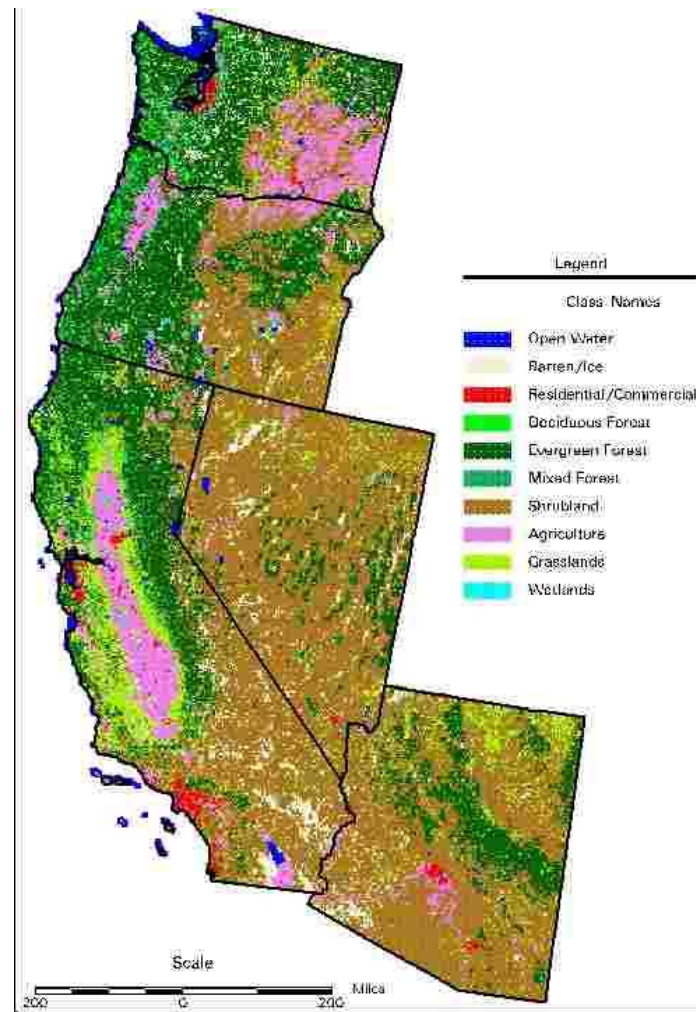 Legend
Class Names
Open Water
Barren/Ice
Residential/Commercial
Deciduous Forest
Evergreen Forest
Mixed Forest
Shrubland
Agriculture
Grasslands
Wetlands
Scale
200 0 200 Miles